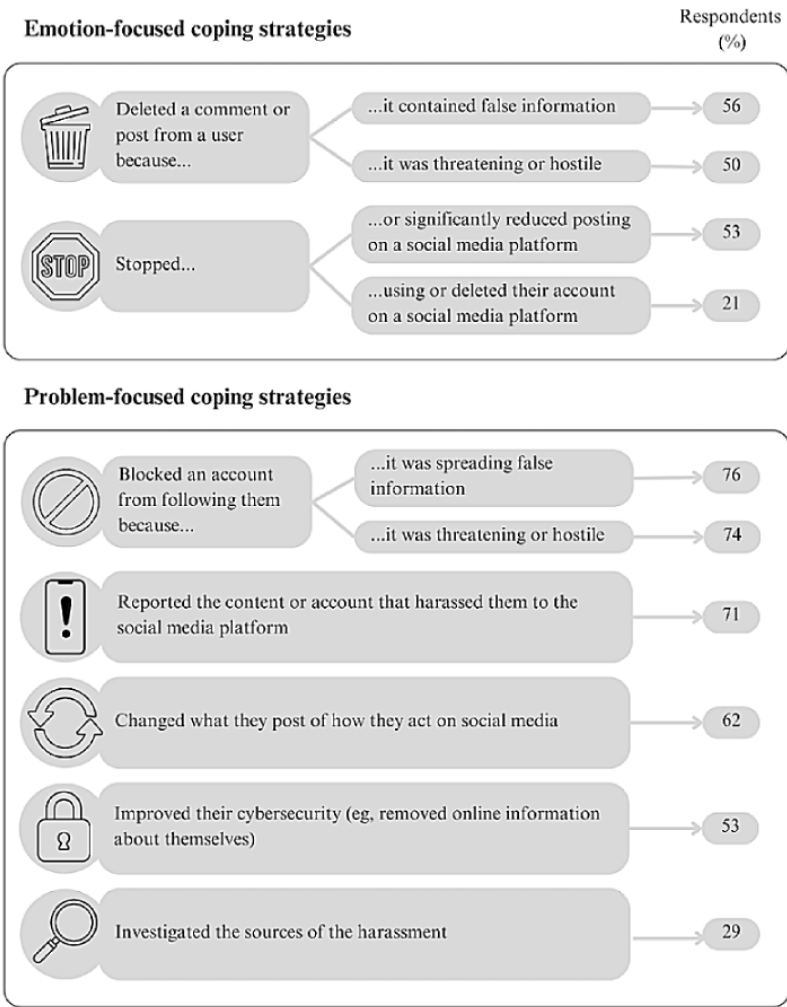 Emotion-focused coping strategies
Respondents
(%)
Deleted a comment or
post from a user
because...
...it contained false information
56
...it was threatening or hostile
50
STOP
Stopped...
...or significantly reduced posting
on a social media platform
53
...using or deleted their account
on a social media platform
21
Problem-focused coping strategies
Blocked an account
from following them
because...
...it was spreading false
information
76
...it was threatening or hostile
74
Reported the content or account that harassed them to the
social media platform
71
Changed what they post of how they act on social media
62
Improved their cybersecurity (eg, removed online information
about themselves)
53
Investigated the sources of the harassment
29